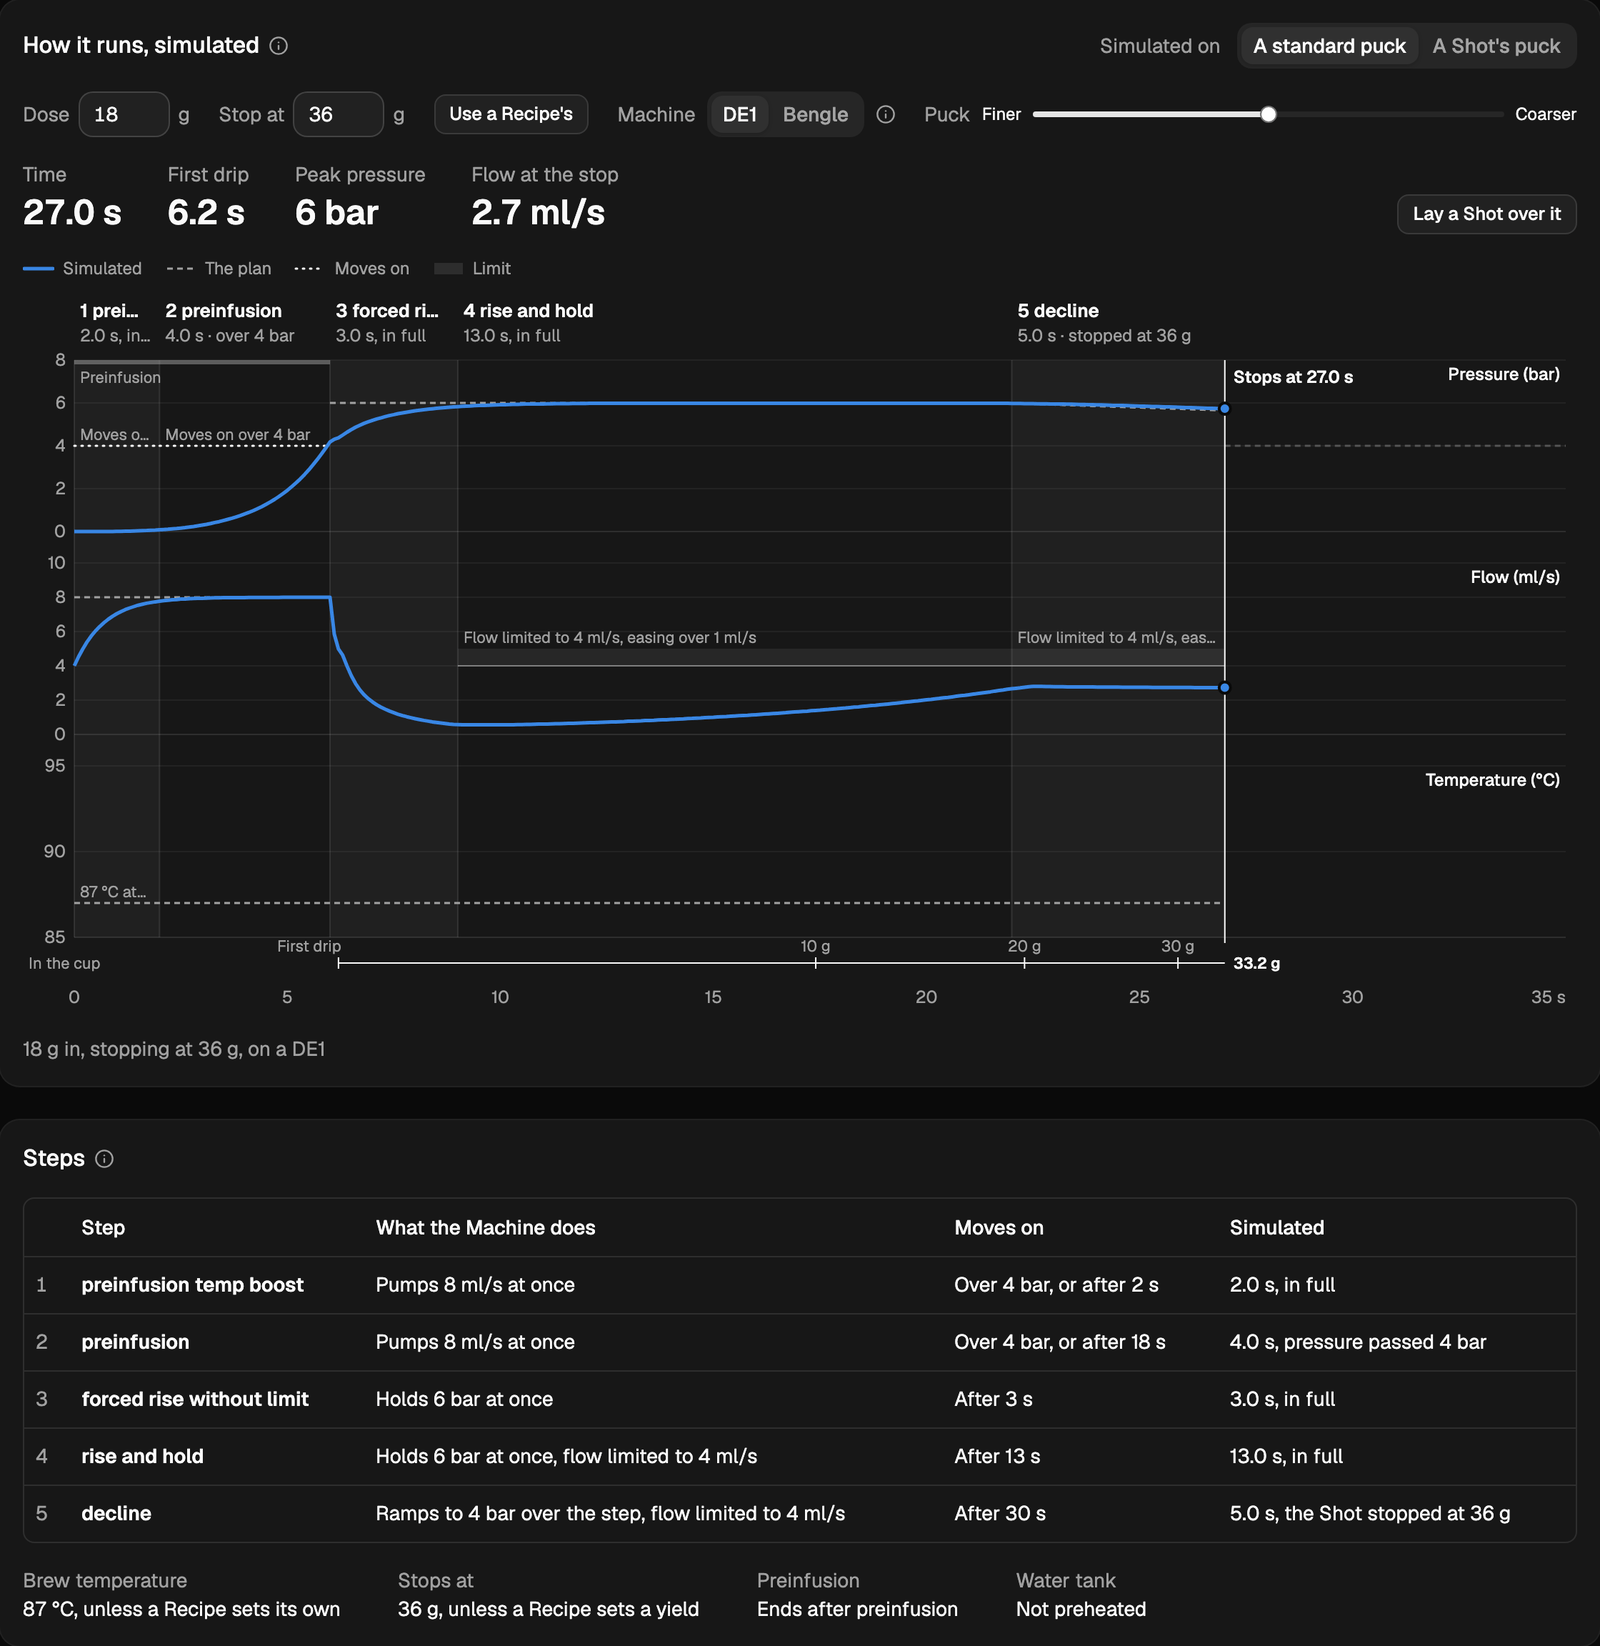 How it runs, simulated
Simulated on A standard puck A Shot's puck
Dose 18 g Stop at 36 g Use a Recipe's Machine DE1 Bengle Puck Finer Coarser
Time First drip Peak pressure Flow at the stop
27.0 s 6.2 s 6 bar 2.7 ml/s
Lay a Shot over it
Simulated The plan Moves on Limit
1 prei... 2 preinfusion 3 forced ri... 4 rise and hold 5 decline
2.0 s, in... 4.0 s · over 4 bar 3.0 s, in full 13.0 s, in full 5.0 s · stopped at 36 g
8
Preinfusion Stops at 27.0 s Pressure (bar)
6
Moves o... Moves on over 4 bar
4
2
0
10
Flow (ml/s)
8
6 Flow limited to 4 ml/s, easing over 1 ml/s Flow limited to 4 ml/s, eas...
4
2
0
95
Temperature (°C)
90
87 °C at...
85
First drip 10 g 20 g 30 g
In the cup 33.2 g
0 5 10 15 20 25 30 35 s
18 g in, stopping at 36 g, on a DE1
Steps
Step What the Machine does Moves on Simulated
1 preinfusion temp boost Pumps 8 ml/s at once Over 4 bar, or after 2 s 2.0 s, in full
2 preinfusion Pumps 8 ml/s at once Over 4 bar, or after 18 s 4.0 s, pressure passed 4 bar
3 forced rise without limit Holds 6 bar at once After 3 s 3.0 s, in full
4 rise and hold Holds 6 bar at once, flow limited to 4 ml/s After 13 s 13.0 s, in full
5 decline Ramps to 4 bar over the step, flow limited to 4 ml/s After 30 s 5.0 s, the Shot stopped at 36 g
Brew temperature Stops at Preinfusion Water tank
87 °C, unless a Recipe sets its own 36 g, unless a Recipe sets a yield Ends after preinfusion Not preheated